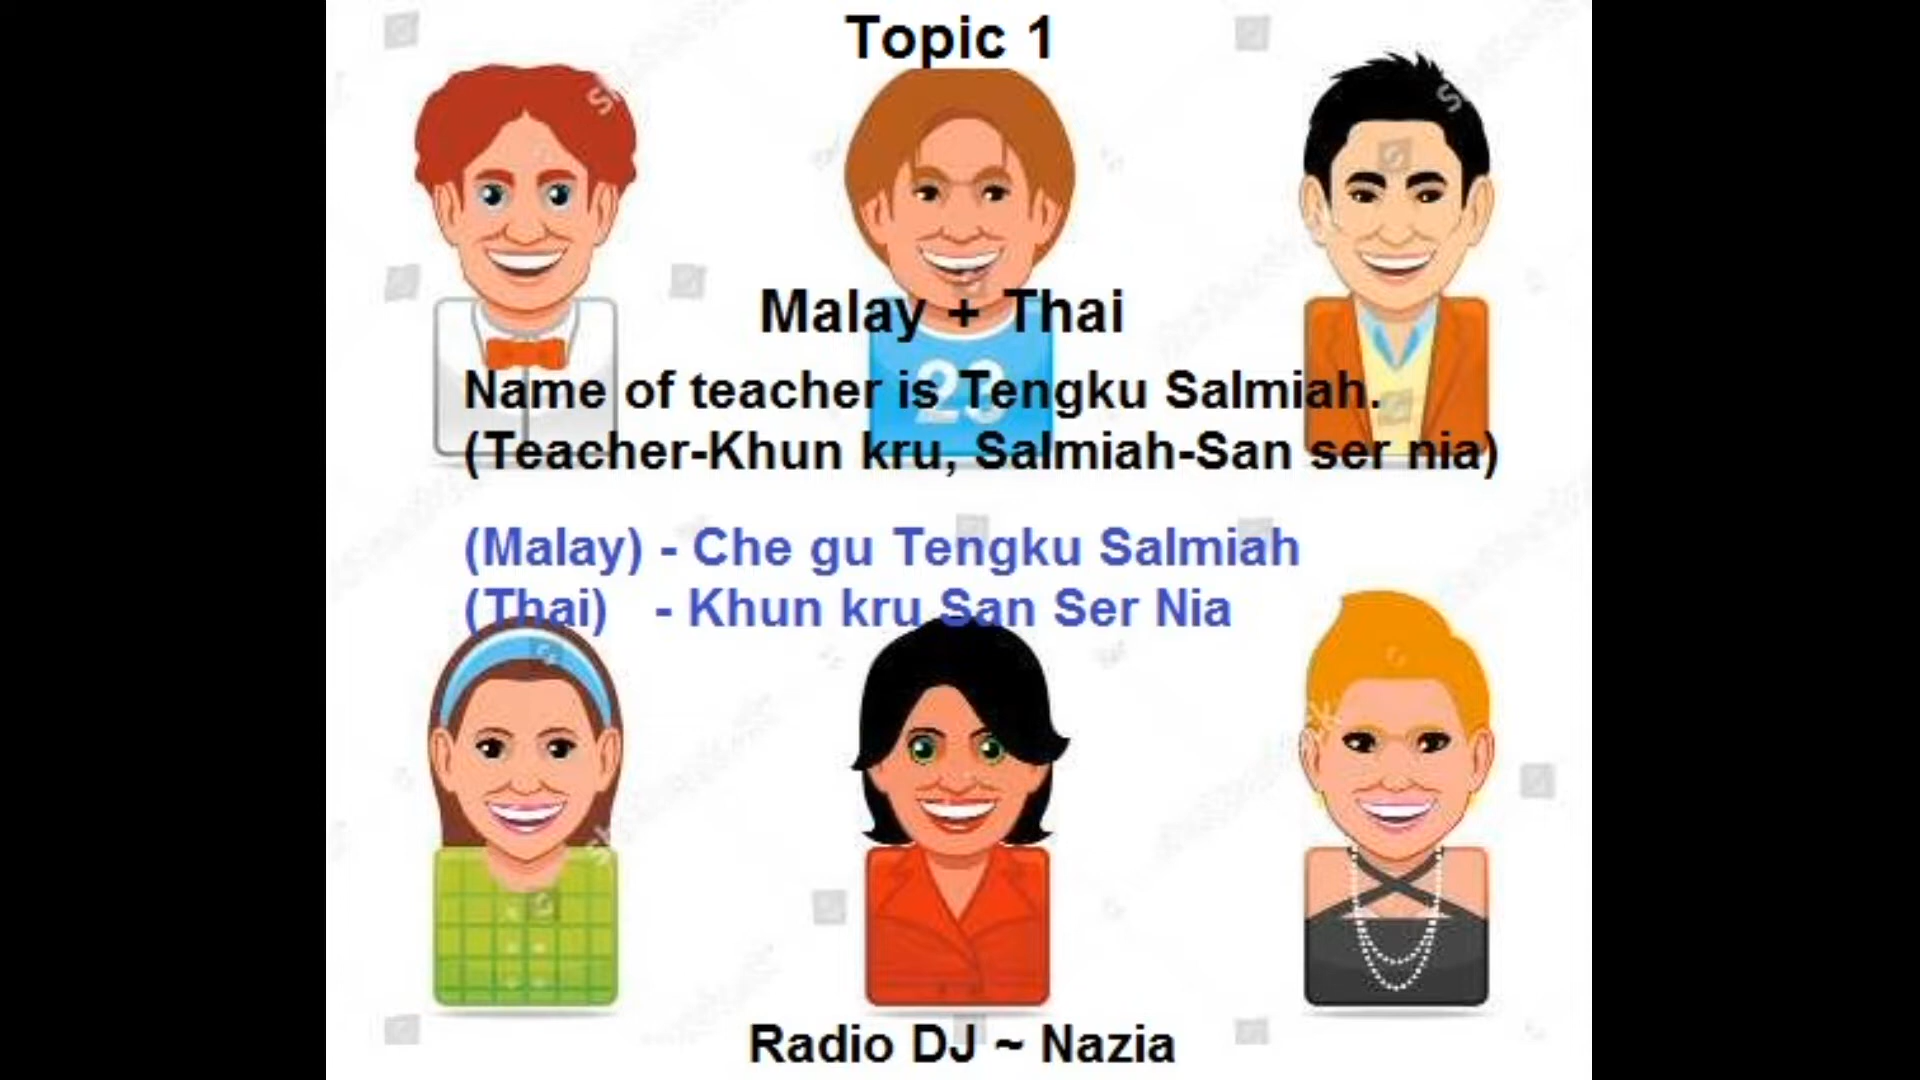 Topic 1
Malay + Thai
23
Name of teacher is Tengku Salmiah.
(Teacher-Khun kru, Salmiah-San ser nia)
(Malay) - Che gu Tengku Salmiah
(Thai) - Khun kru San Ser Nia
Radio DJ ~ Nazia